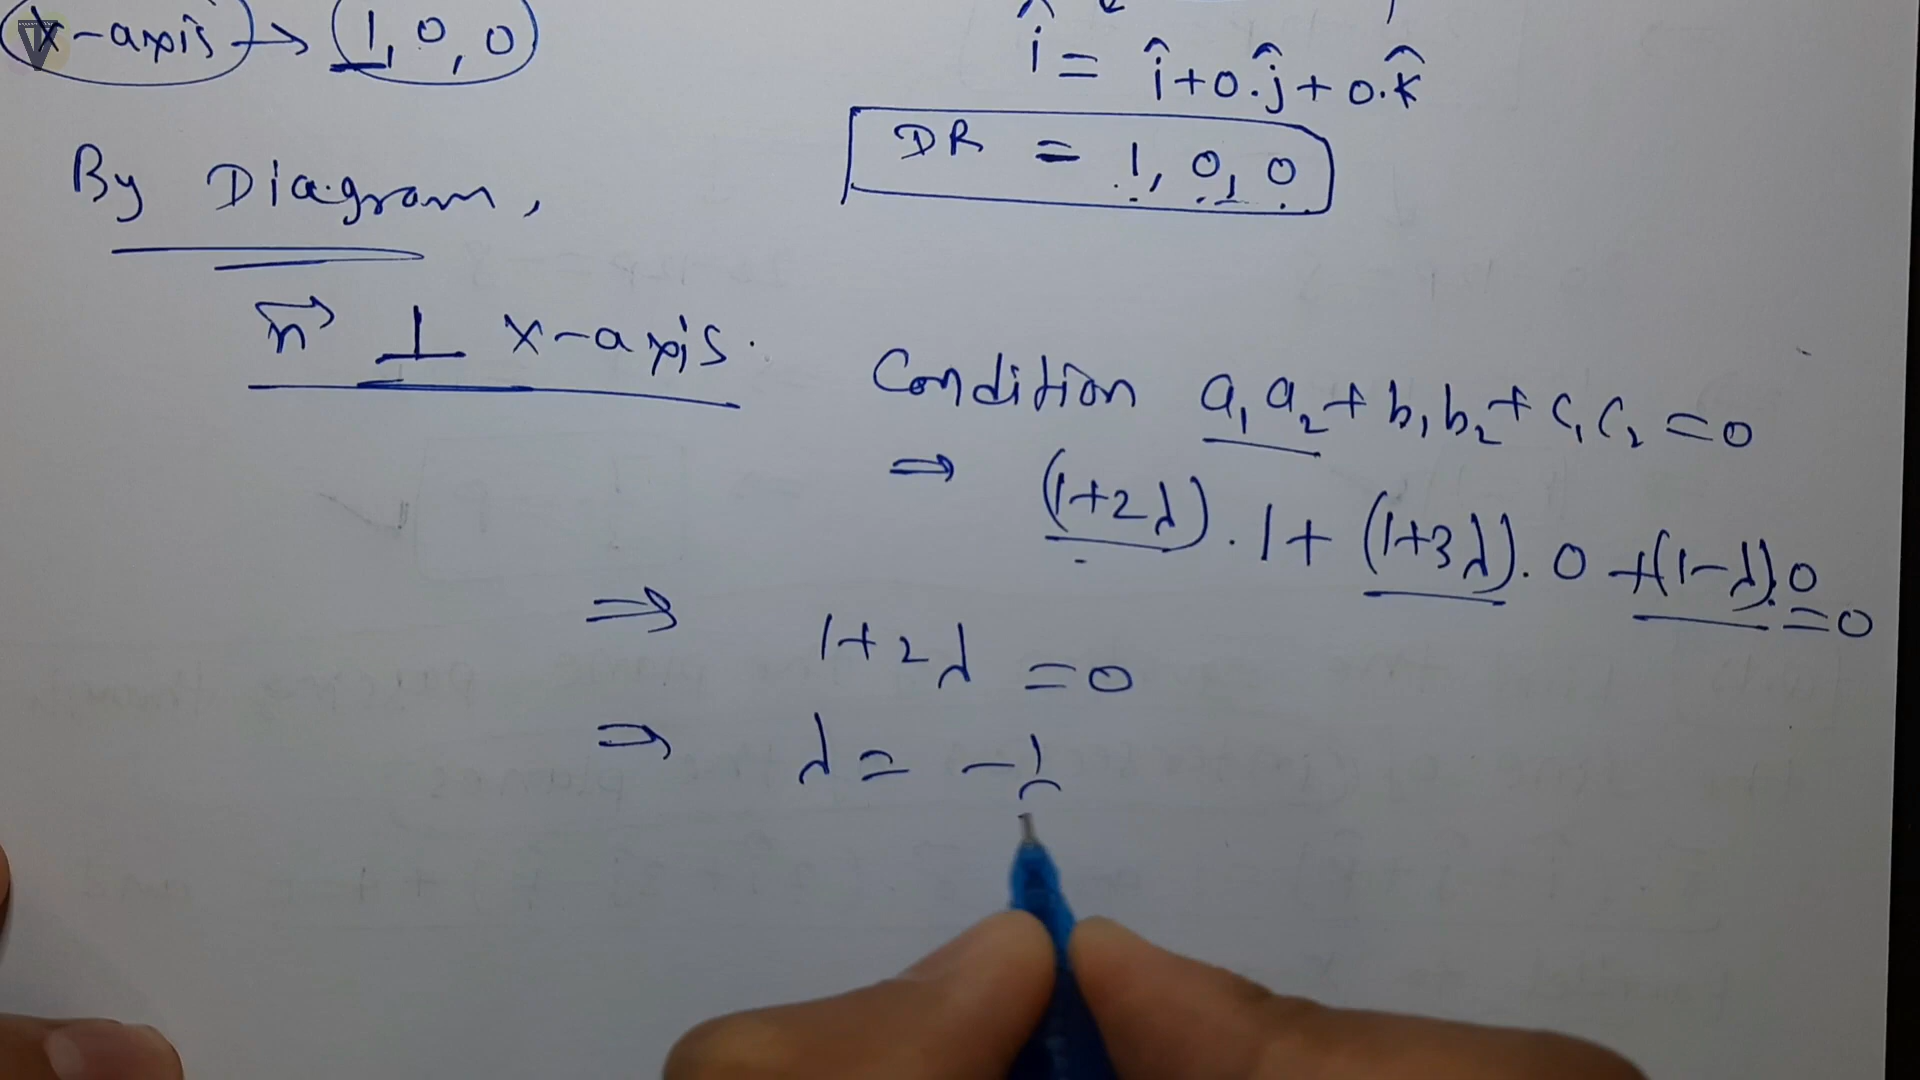 x-axis → 1, 0, 0
î = î+0.ĵ+0.k̂
DR = 1, 0, 0
By Diagram,
n⃗ ⊥ x-axis.
Condition a₁a₂+b₁b₂+c₁c₂=0
⇒ (1+2λ).1+(1+3λ).0+(1-λ).0=0
⇒ 1+2λ=0
⇒ λ= -1